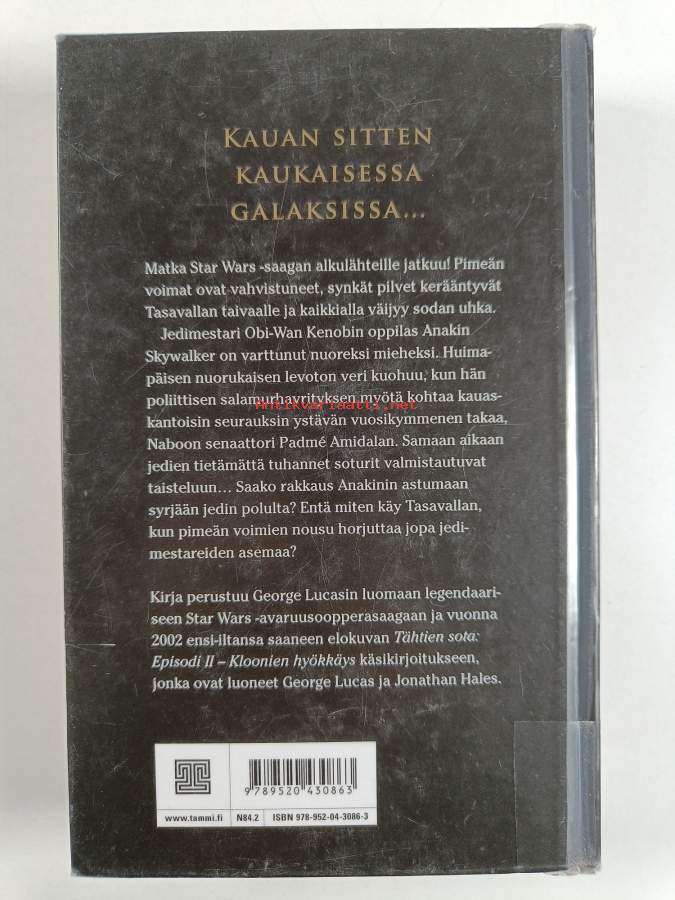 KAUAN SITTEN
KAUKAISESSA
GALAKSISSA...
Matka Star Wars -saagan alkulähteille jatkuu! Pimeän
voimat ovat vahvistuneet, synkät pilvet kerääntyvät
Tasavallan taivaalle ja kaikkialla väijyy sodan uhka.
Jedimestari Obi-Wan Kenobin oppilas Anakin
Skywalker on varttunut nuoreksi mieheksi. Huima-
päisen nuorukaisen levoton veri kuohuu, kun hän
poliittisen salamurhayrityksen myötä kohtaa kauas-
Antikvariaatti.net
kantoisin seurauksin ystävän vuosikymmenen takaa,
Naboon senaattori Padmé Amidalan. Samaan aikaan
jedien tietämättä tuhannet soturit valmistautuvat
taisteluun... Saako rakkaus Anakinin astumaan
syrjään jedin polulta? Entä miten käy Tasavallan,
kun pimeän voimien nousu horjuttaa jopa jedi-
mestareiden asemaa?
Kirja perustuu George Lucasin luomaan legendaari-
seen Star Wars -avaruusoopperasaagaan ja vuonna
2002 ensi-iltansa saaneen elokuvan Tähtien sota:
Episodi II – Kloonien hyökkäys käsikirjoitukseen,
jonka ovat luoneet George Lucas ja Jonathan Hales.
9 789520 430863
www.tammi.fi N84.2 ISBN 978-952-04-3086-3